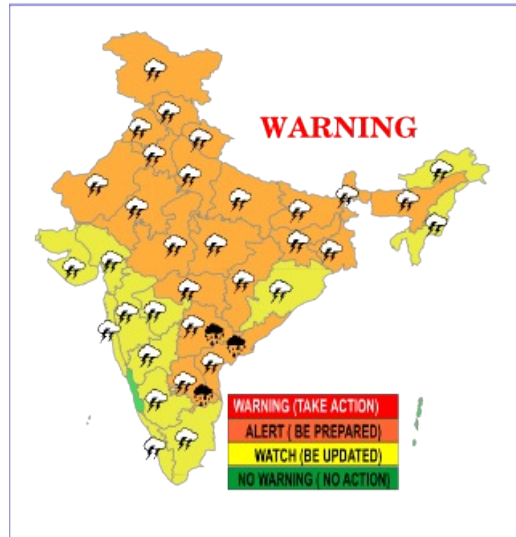 WARNING
WARNING (TAKE ACTION)
ALERT ( BE PREPARED)
WATCH (BE UPDATED)
NO WARNING ( NO ACTION)